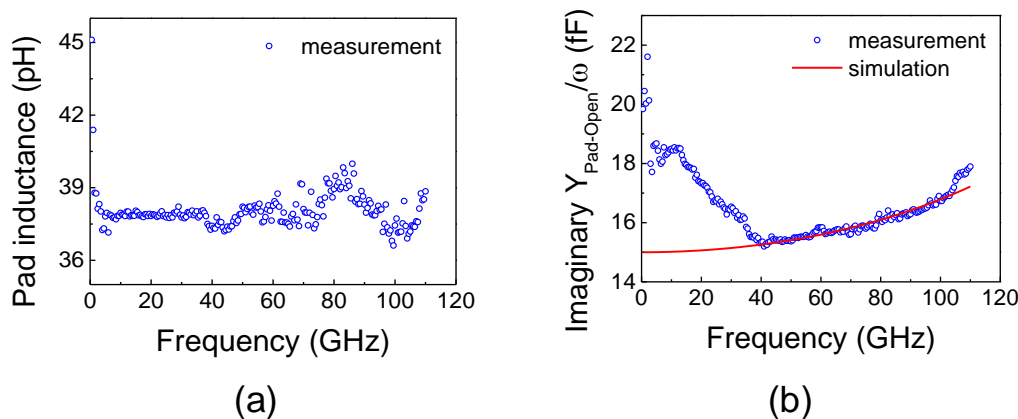 45
42
39
36
0
20
40
60
80
100
120
Pad inductance (pH)
Frequency (GHz)
measurement
(a)
22
20
18
16
14
0
20
40
60
80
100
120
Imaginary Y_Pad-Open/ω (fF)
Frequency (GHz)
measurement
simulation
(b)